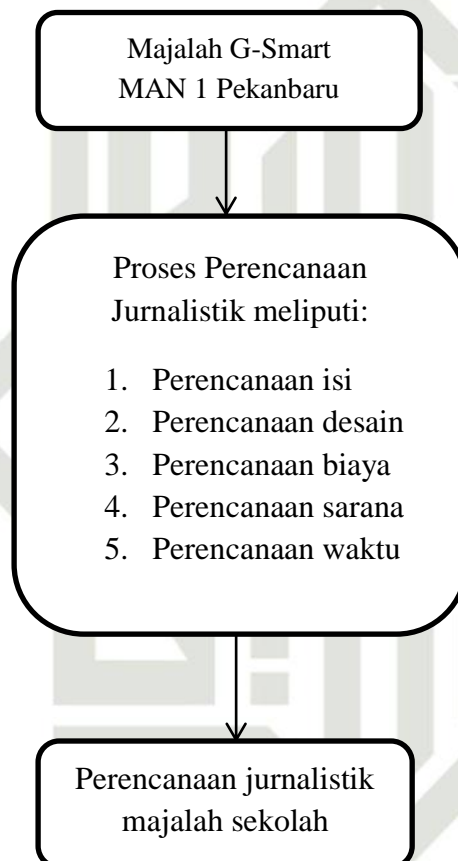 Majalah G-Smart
MAN 1 Pekanbaru
Proses Perencanaan
Jurnalistik meliputi:
1. Perencanaan isi
2. Perencanaan desain
3. Perencanaan biaya
4. Perencanaan sarana
5. Perencanaan waktu
Perencanaan jurnalistik
majalah sekolah